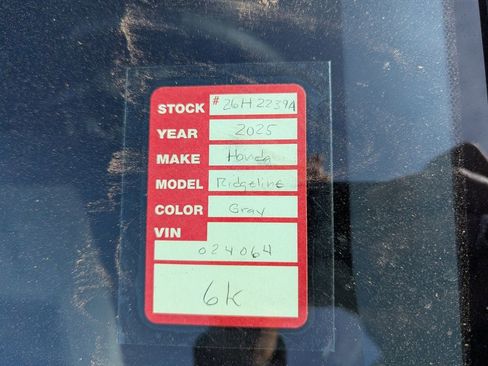 STOCK # 26H2239A
YEAR 2025
MAKE Honda
MODEL Ridgeline
COLOR Gray
VIN
024064
6k